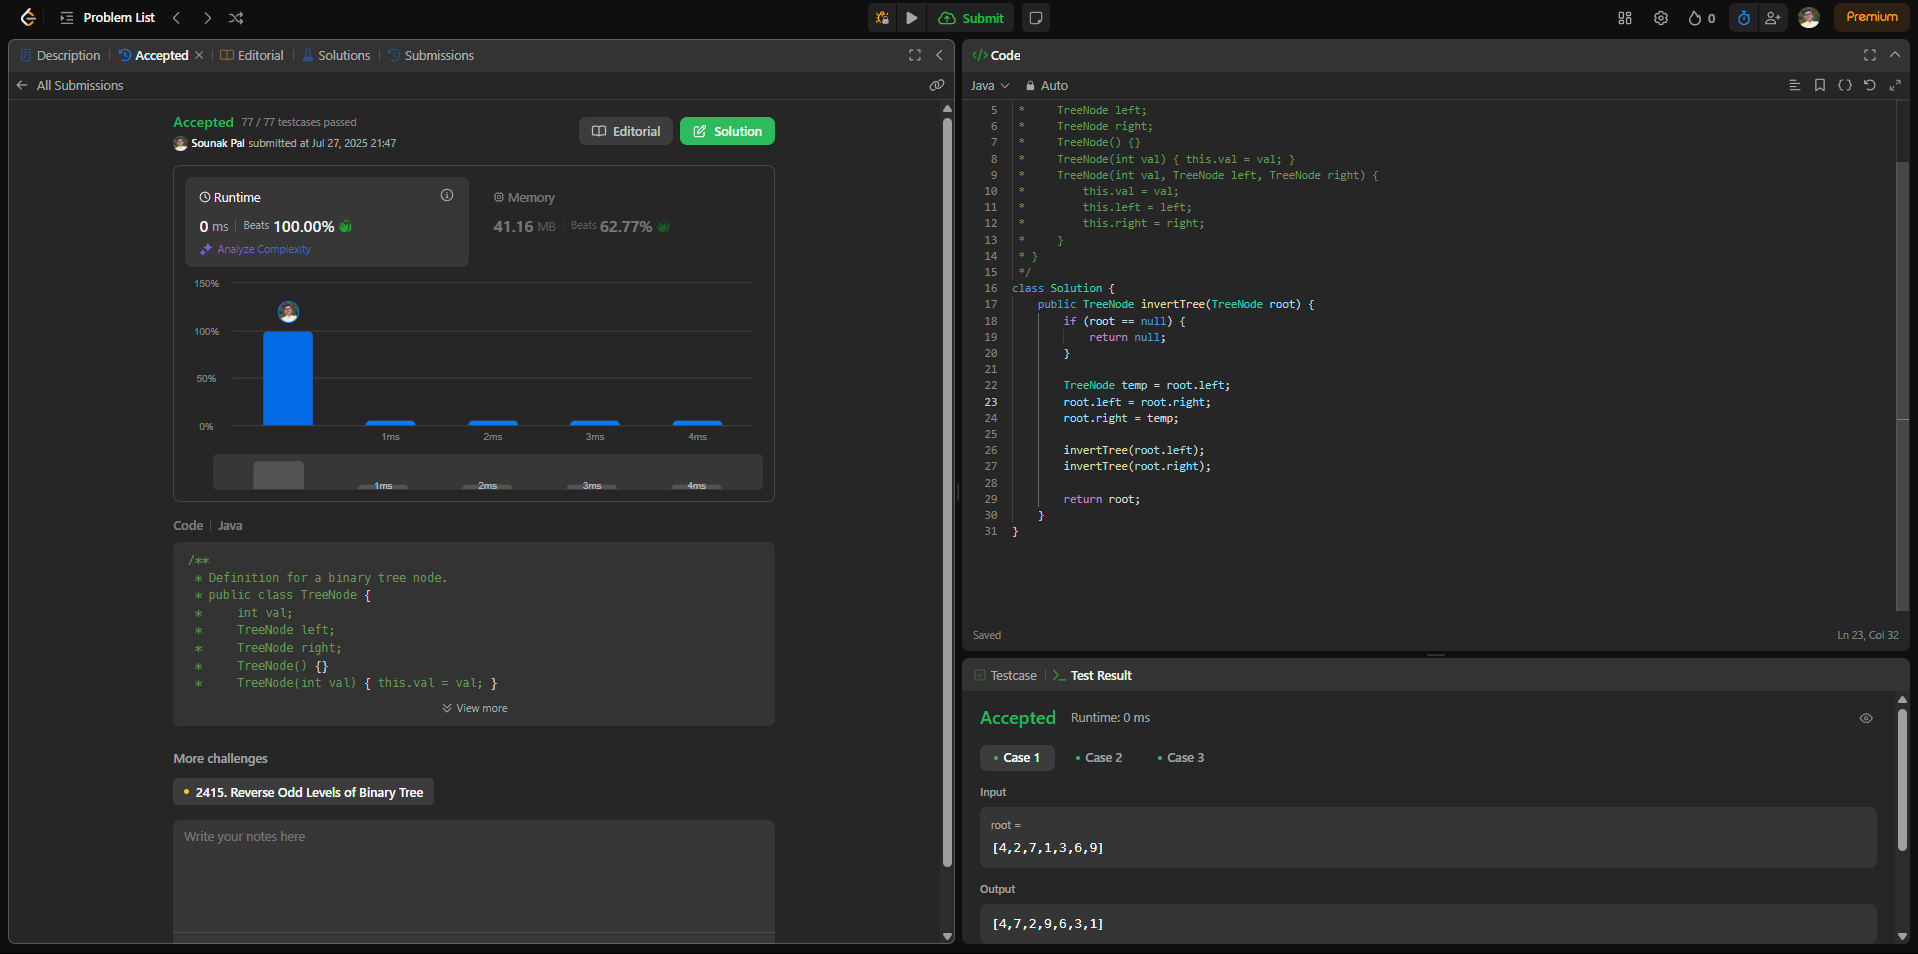 Problem List
Submit
0
Premium
Description
Accepted
Editorial
Solutions
Submissions
All Submissions
Accepted 77 / 77 testcases passed
Sounak Pal submitted at Jul 27, 2025 21:47
Editorial
Solution
Runtime
0 ms | Beats 100.00%
Analyze Complexity
Memory
41.16 MB | Beats 62.77%
150%
100%
50%
0%
1ms 2ms 3ms 4ms
1ms 2ms 3ms 4ms
Code | Java
/**
 * Definition for a binary tree node.
 * public class TreeNode {
 *     int val;
 *     TreeNode left;
 *     TreeNode right;
 *     TreeNode() {}
 *     TreeNode(int val) { this.val = val; }
View more
More challenges
2415. Reverse Odd Levels of Binary Tree
Write your notes here
</> Code
Java
Auto
5 *     TreeNode left;
6 *     TreeNode right;
7 *     TreeNode() {}
8 *     TreeNode(int val) { this.val = val; }
9 *     TreeNode(int val, TreeNode left, TreeNode right) {
10 *         this.val = val;
11 *         this.left = left;
12 *         this.right = right;
13 *     }
14 * }
15 */
16 class Solution {
17     public TreeNode invertTree(TreeNode root) {
18         if (root == null) {
19             return null;
20         }
21
22         TreeNode temp = root.left;
23         root.left = root.right;
24         root.right = temp;
25
26         invertTree(root.left);
27         invertTree(root.right);
28
29         return root;
30     }
31 }
Saved
Ln 23, Col 32
Testcase
Test Result
Accepted Runtime: 0 ms
Case 1
Case 2
Case 3
Input
root =
[4,2,7,1,3,6,9]
Output
[4,7,2,9,6,3,1]